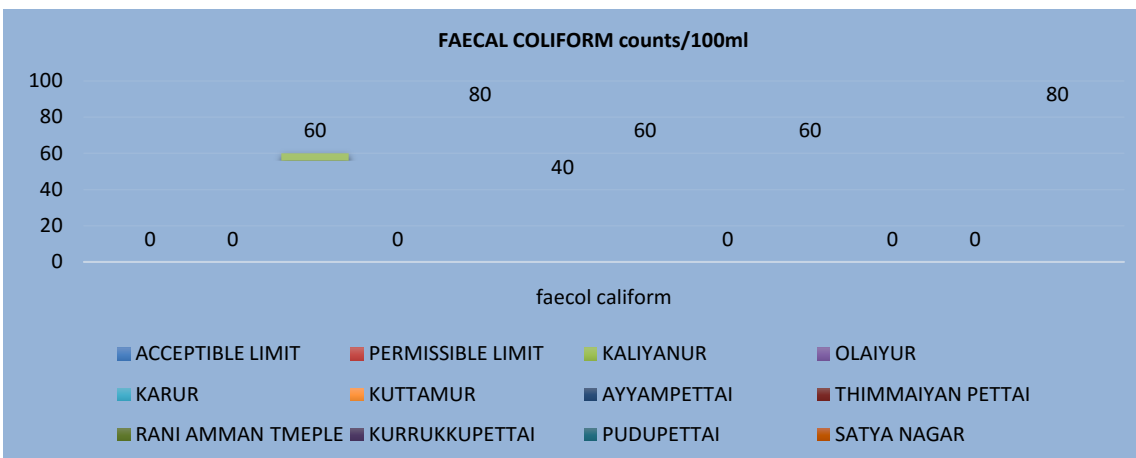 FAECAL COLIFORM counts/100ml
100
80
60
40
20
0
0
0
60
0
80
40
60
0
60
0
0
80
faecol caliform
ACCEPTIBLE LIMIT
PERMISSIBLE LIMIT
KALIYANUR
OLAIYUR
KARUR
KUTTAMUR
AYYAMPETTAI
THIMMAIYAN PETTAI
RANI AMMAN TMEPLE
KURRUKKUPETTAI
PUDUPETTAI
SATYA NAGAR